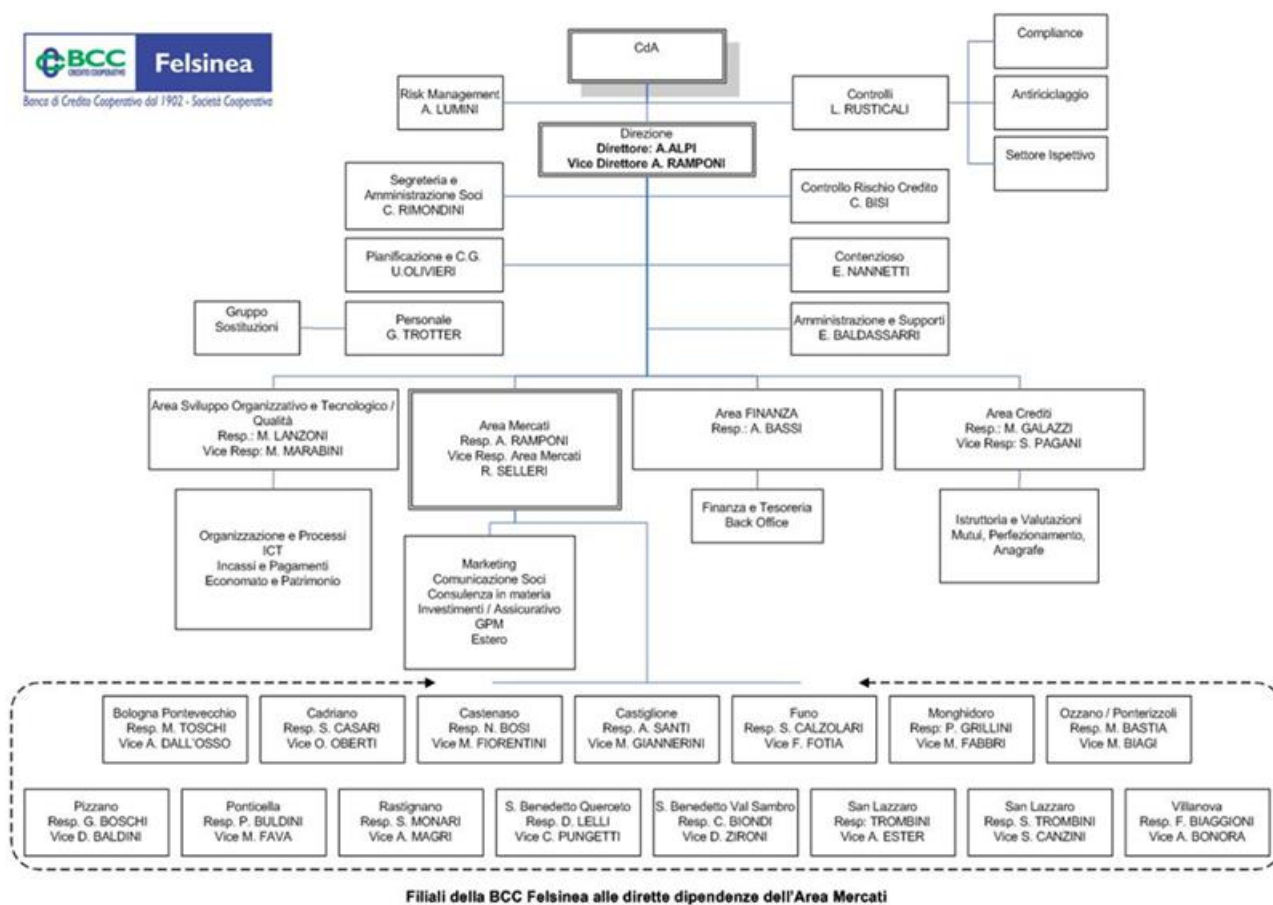 BCC
CREDITO COOPERATIVO
Felsinea
Banca di Credito Cooperativo dal 1902 - Società Cooperativa
CdA
Compliance
Risk Management
A. LUMINI
Controlli
L. RUSTICALI
Antiriciclaggio
Direzione
Direttore: A.ALPI
Vice Direttore A. RAMPONI
Settore Ispettivo
Segreteria e
Amministrazione Soci
C. RIMONDINI
Controllo Rischio Credito
C. BISI
Pianificazione e C.G.
U.OLIVIERI
Contenzioso
E. NANNETTI
Gruppo
Sostituzioni
Personale
G. TROTTER
Amministrazione e Supporti
E. BALDASSARRI
Area Sviluppo Organizzativo e Tecnologico /
Qualità
Resp.: M. LANZONI
Vice Resp: M. MARABINI
Area Mercati
Resp. A. RAMPONI
Vice Resp. Area Mercati
R. SELLERI
Area FINANZA
Resp.: A. BASSI
Area Crediti
Resp.: M. GALAZZI
Vice Resp: S. PAGANI
Organizzazione e Processi
ICT
Incassi e Pagamenti
Economato e Patrimonio
Marketing
Comunicazione Soci
Consulenza in materia
Investimenti / Assicurativo
GPM
Estero
Finanza e Tesoreria
Back Office
Istruttoria e Valutazioni
Mutui, Perfezionamento,
Anagrafe
Bologna Pontevecchio
Resp. M. TOSCHI
Vice A. DALL'OSSO
Cadriano
Resp. S. CASARI
Vice O. OBERTI
Castenaso
Resp. N. BOSI
Vice M. FIORENTINI
Castiglione
Resp. A. SANTI
Vice M. GIANNERINI
Funo
Resp. S. CALZOLARI
Vice F. FOTIA
Monghidoro
Resp: P. GRILLINI
Vice M. FABBRI
Ozzano / Ponterizzoli
Resp. M. BASTIA
Vice M. BIAGI
Pizzano
Resp. G. BOSCHI
Vice D. BALDINI
Ponticella
Resp. P. BULDINI
Vice M. FAVA
Rastignano
Resp. S. MONARI
Vice A. MAGRI
S. Benedetto Querceto
Resp. D. LELLI
Vice C. PUNGETTI
S. Benedetto Val Sambro
Resp. C. BIONDI
Vice D. ZIRONI
San Lazzaro
Resp: TROMBINI
Vice A. ESTER
San Lazzaro
Resp. S. TROMBINI
Vice S. CANZINI
Villanova
Resp. F. BIAGGIONI
Vice A. BONORA
Filiali della BCC Felsinea alle dirette dipendenze dell'Area Mercati